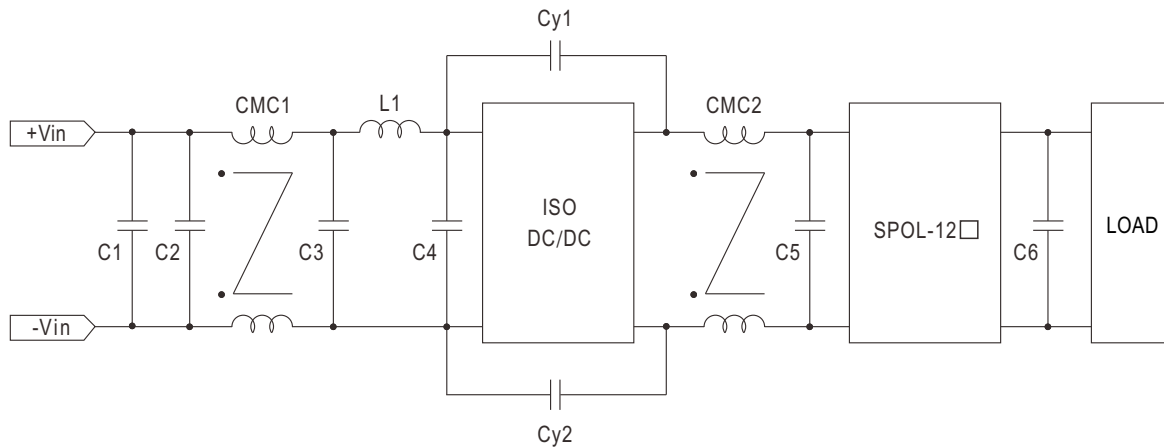 Cy1
CMC1
L1
CMC2
+Vin
ISO
DC/DC
SPOL-12□
LOAD
C1
C2
C3
C4
C5
C6
-Vin
Cy2